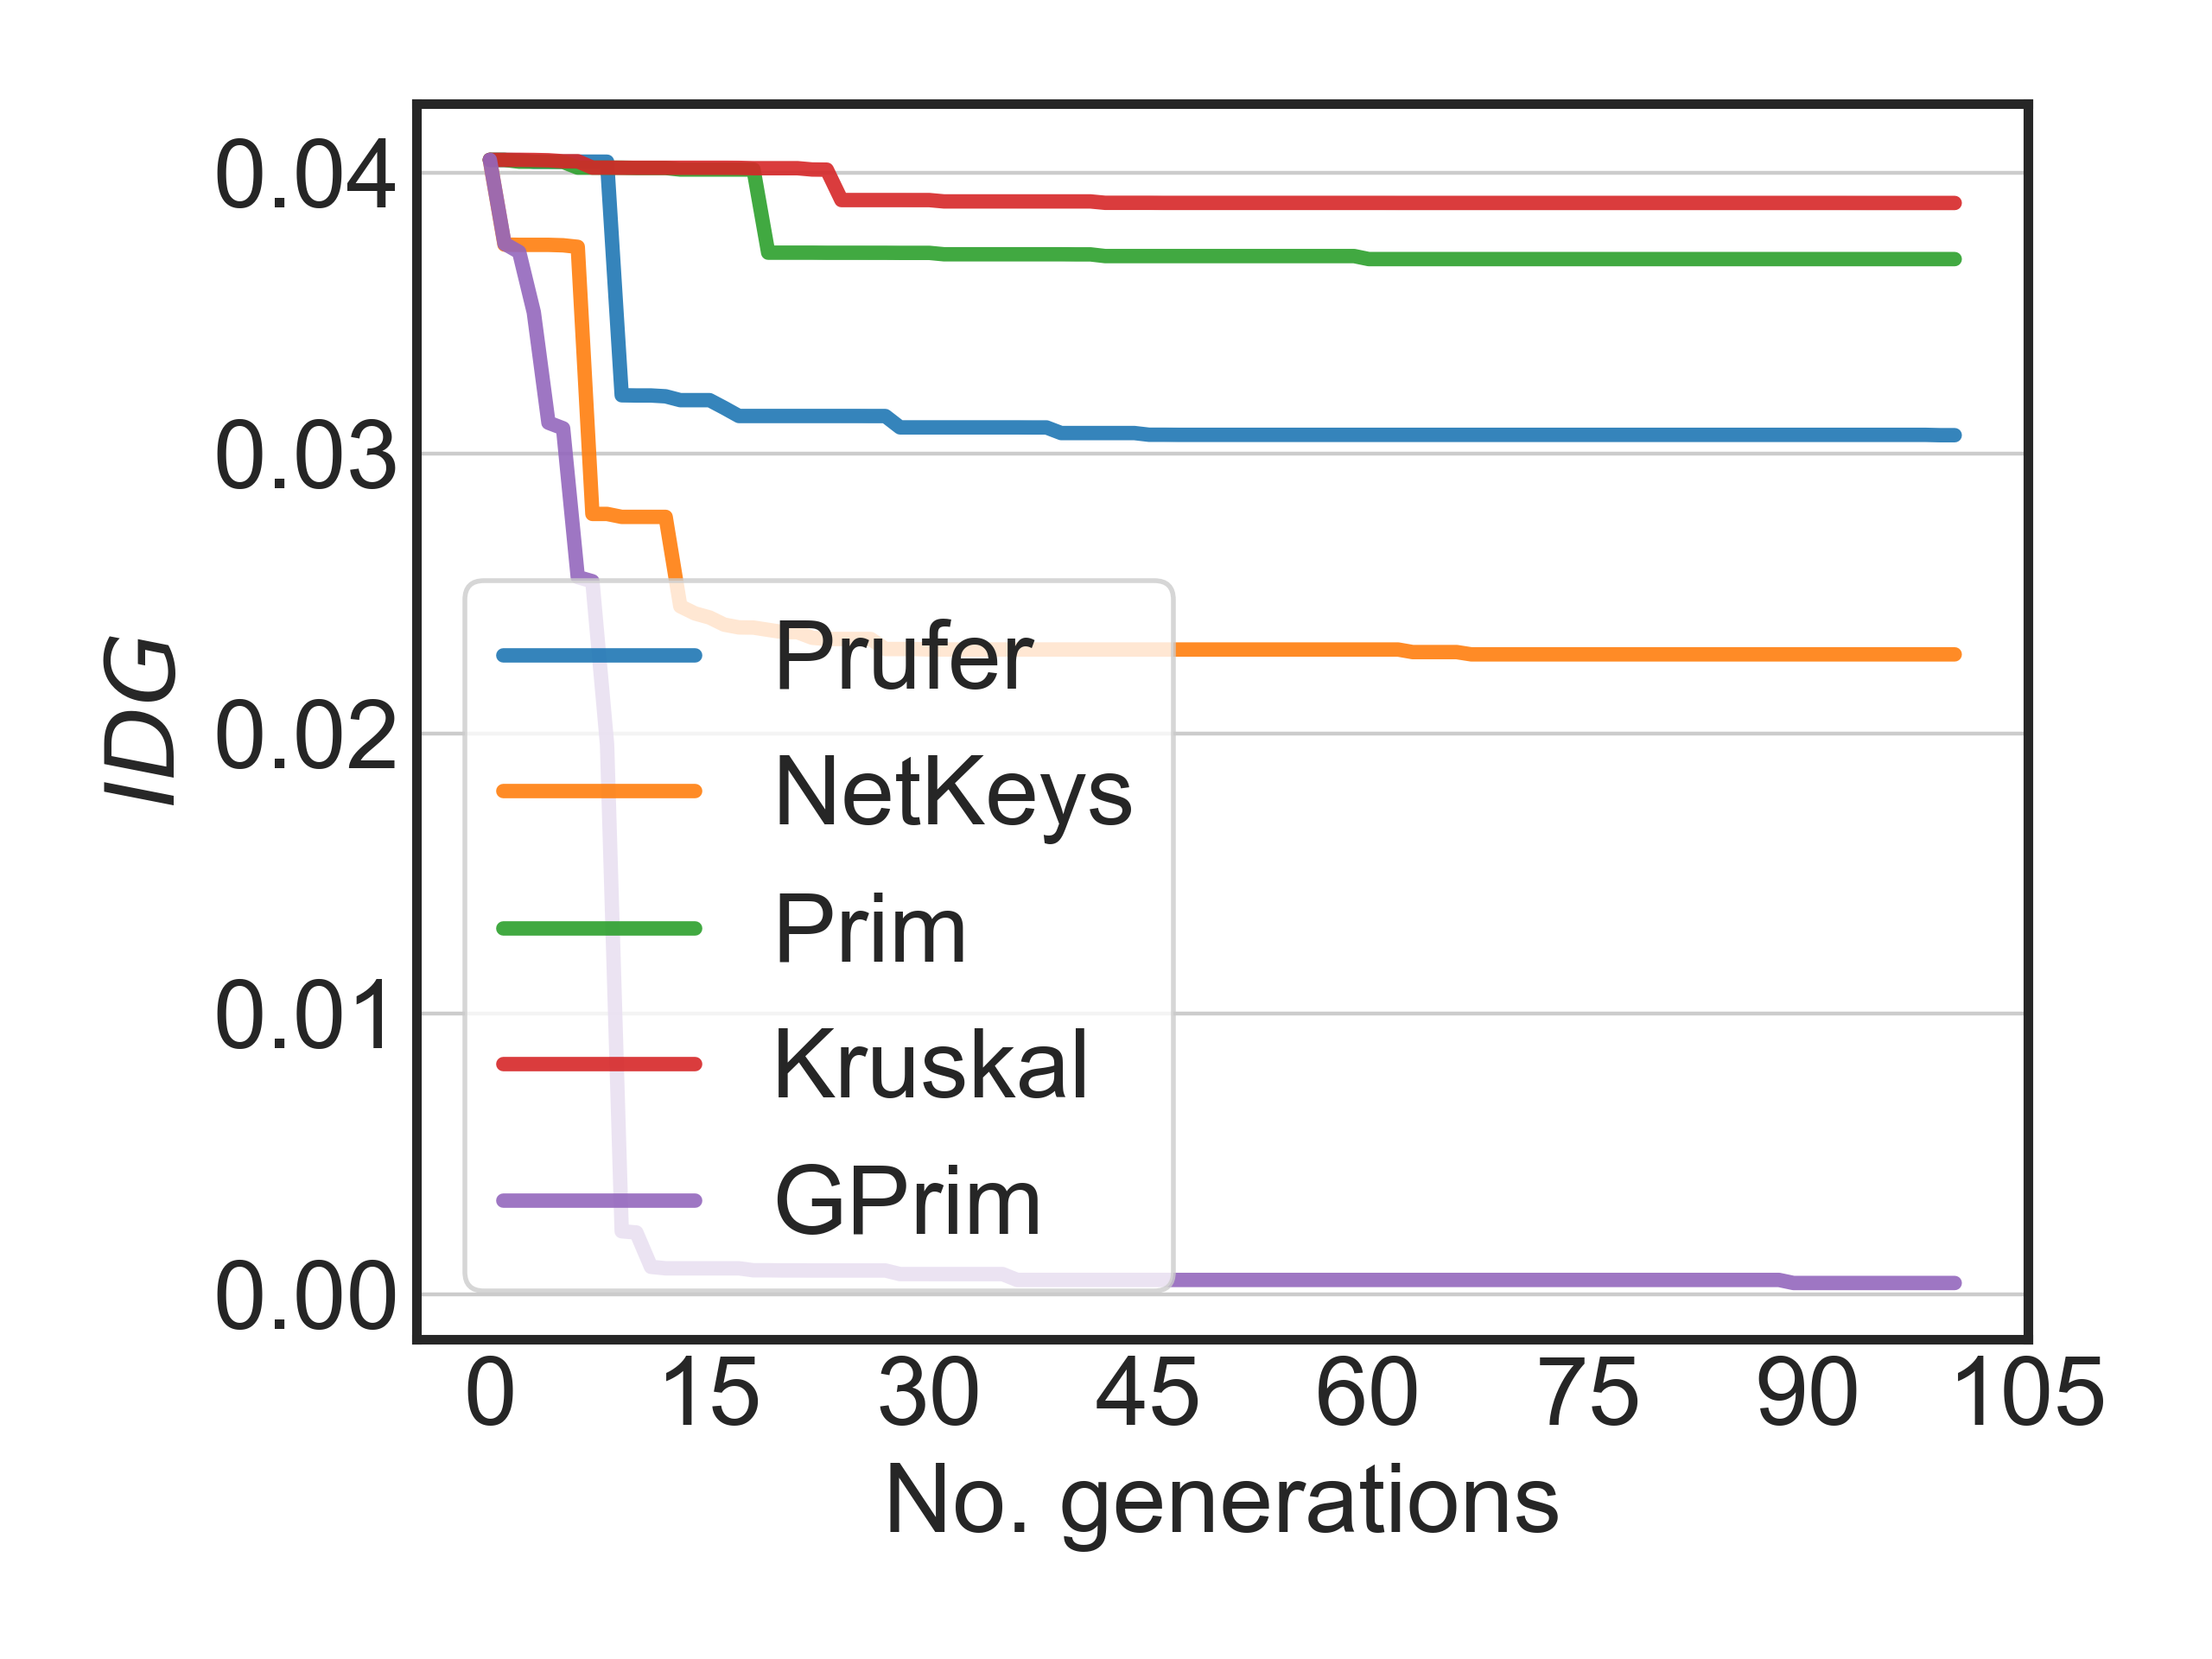 0.04
0.03
0.02
0.01
0.00
IDG
Prufer
NetKeys
Prim
Kruskal
GPrim
0 15 30 45 60 75 90 105
No. generations